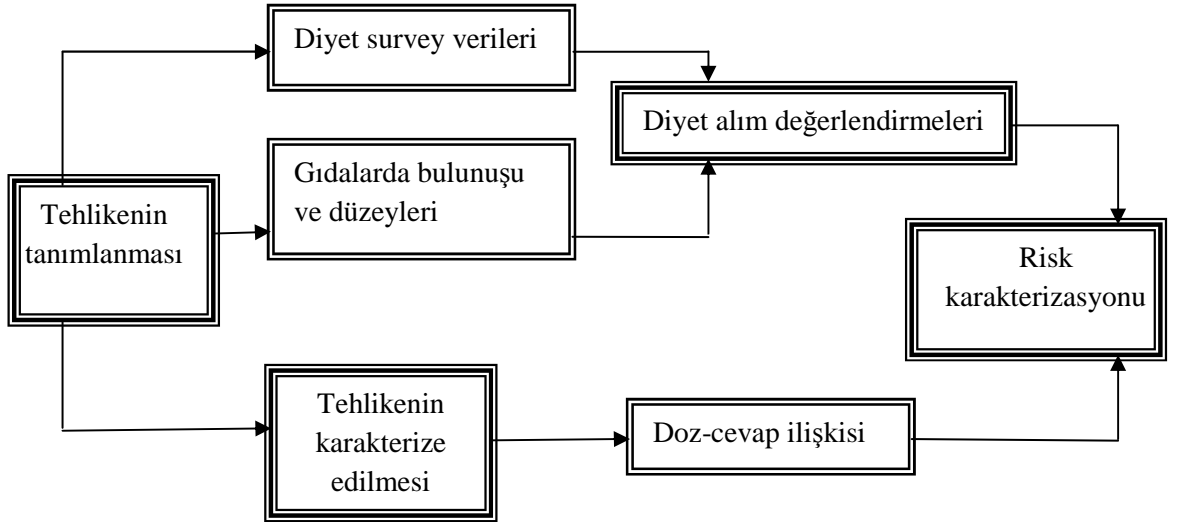 Diyet survey verileri
Diyet alım değerlendirmeleri
Gıdalarda bulunuşu
ve düzeyleri
Tehlikenin
tanımlanması
Risk
karakterizasyonu
Tehlikenin
karakterize
edilmesi
Doz-cevap ilişkisi